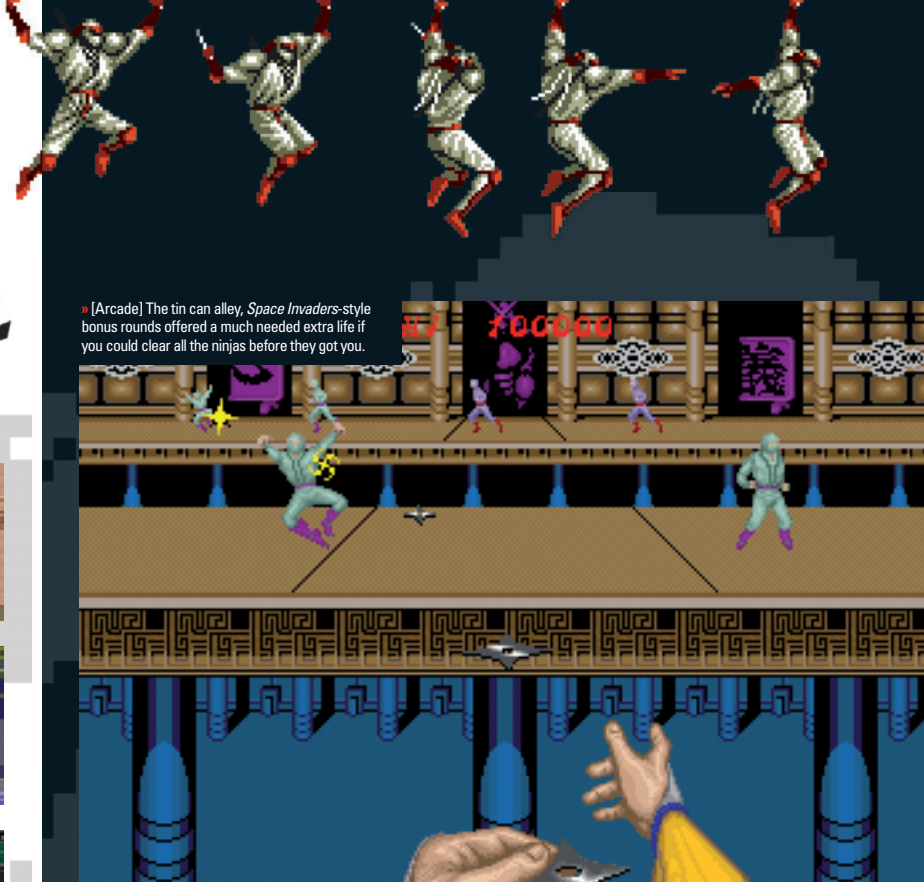 » [Arcade] The tin can alley, Space Invaders-style
bonus rounds offered a much needed extra life if
you could clear all the ninjas before they got you.
100000